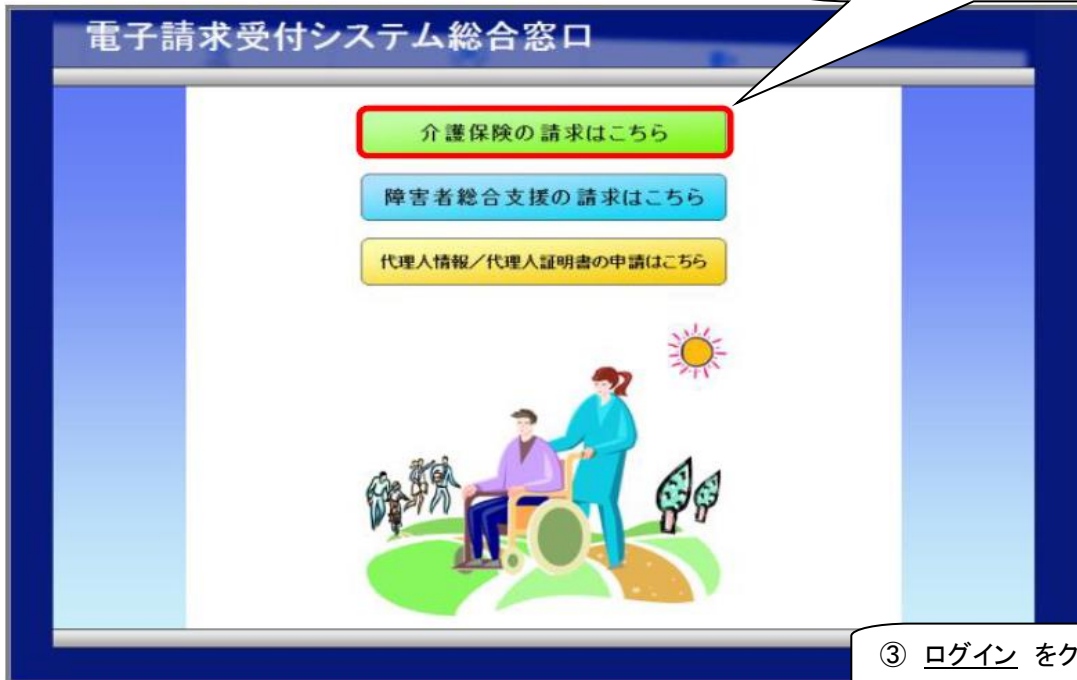 電子請求受付システム総合窓口
介護保険の請求はこちら
障害者総合支援の請求はこちら
代理人情報／代理人証明書の申請はこちら
③ ログイン をク